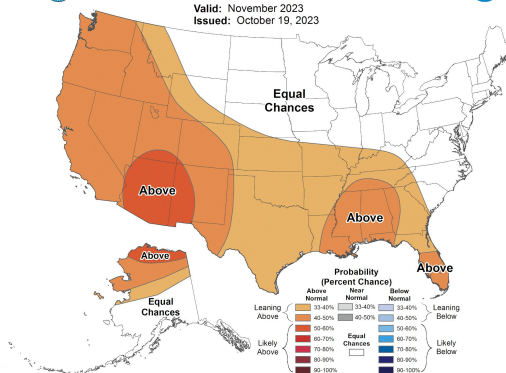 Valid: November 2023
Issued: October 19, 2023
Equal
Chances
Above
Above
Above
Above
Equal
Chances
Probability
(Percent Chance)
Above
Normal
Near
Normal
Below
Normal
Leaning
Above
33-40%
40-50%
33-40%
40-50%
33-40%
40-50%
Leaning
Below
Likely
Above
50-60%
60-70%
70-80%
80-90%
90-100%
Equal
Chances
50-60%
60-70%
70-80%
80-90%
90-100%
Likely
Below